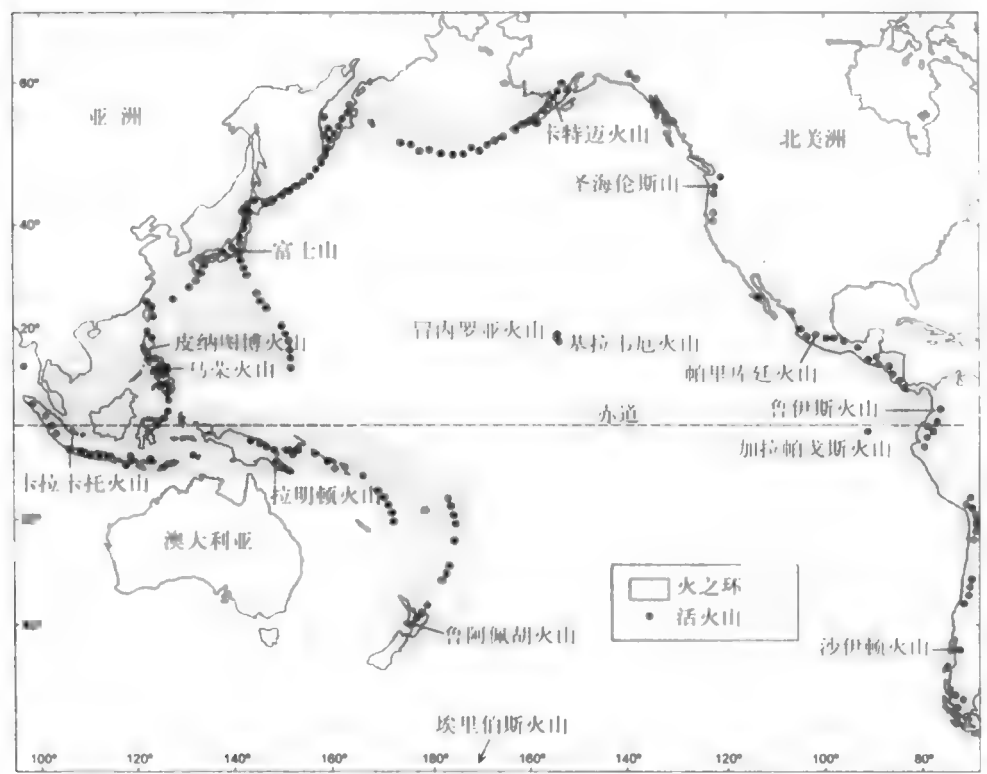 60°
亚洲
卡特迈火山
北美洲
圣海伦斯山
40°
富士山
20°
冒纳罗亚火山
基拉韦厄火山
皮纳图博火山
马荣火山
帕里库廷火山
鲁伊斯火山
赤道
加拉帕戈斯火山
卡拉卡托火山
拉明顿火山
澳大利亚
火之环
活火山
鲁阿佩胡火山
沙伊顿火山
埃里伯斯火山
100° 120° 140° 160° 180° 160° 140° 120° 100° 80°